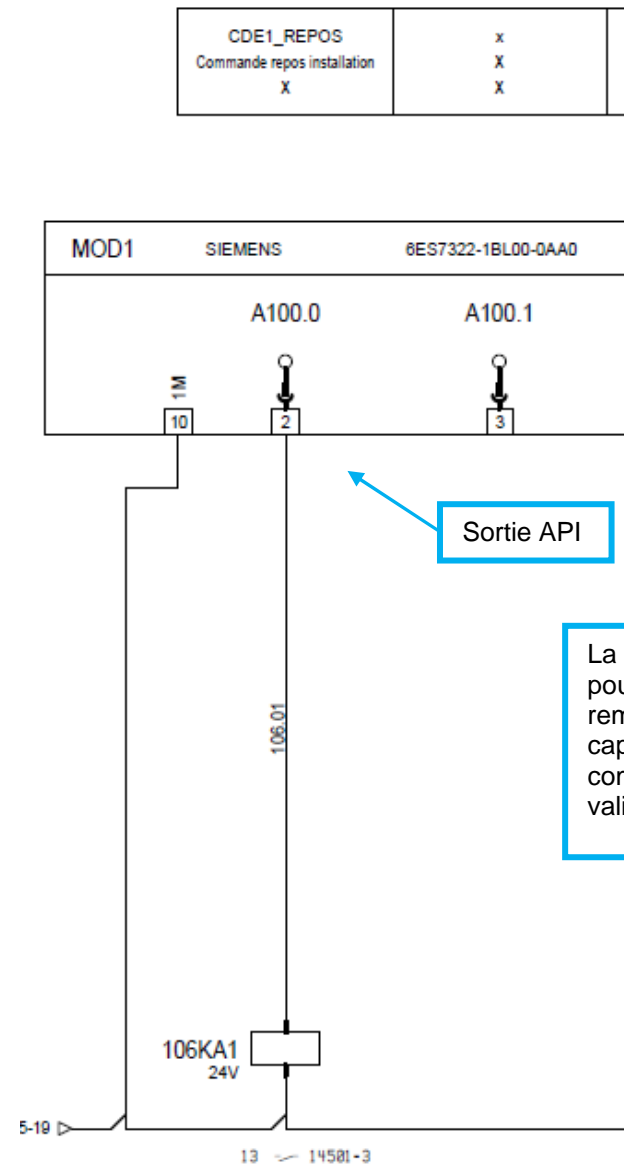 CDE1_REPOS
Commande repos installation
X
x
X
X
MOD1 SIEMENS 6ES7322-1BL00-0AA0
A100.0 A100.1
1M
10 2 3
Sortie API
La
pou
rem
cap
con
vali
106.01
106KA1
24V
5-19
13 14501-3